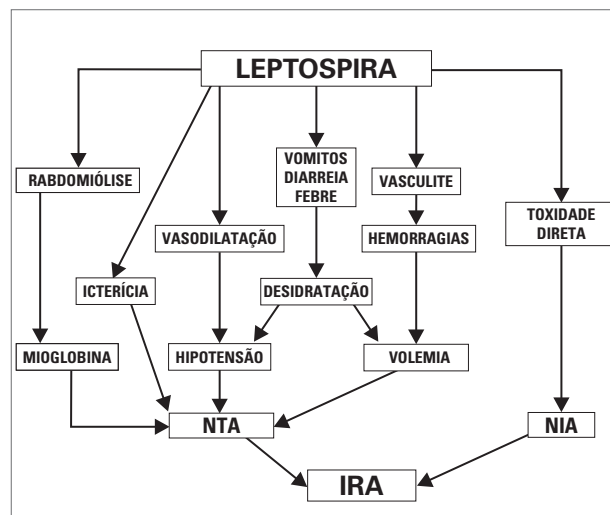 LEPTOSPIRA
RABDOMIÓLISE
VOMITOS
DIARREIA
FEBRE
VASCULITE
TOXIDADE
DIRETA
VASODILATAÇÃO
HEMORRAGIAS
ICTERÍCIA
DESIDRATAÇÃO
MIOGLOBINA
HIPOTENSÃO
VOLEMIA
NTA
NIA
IRA